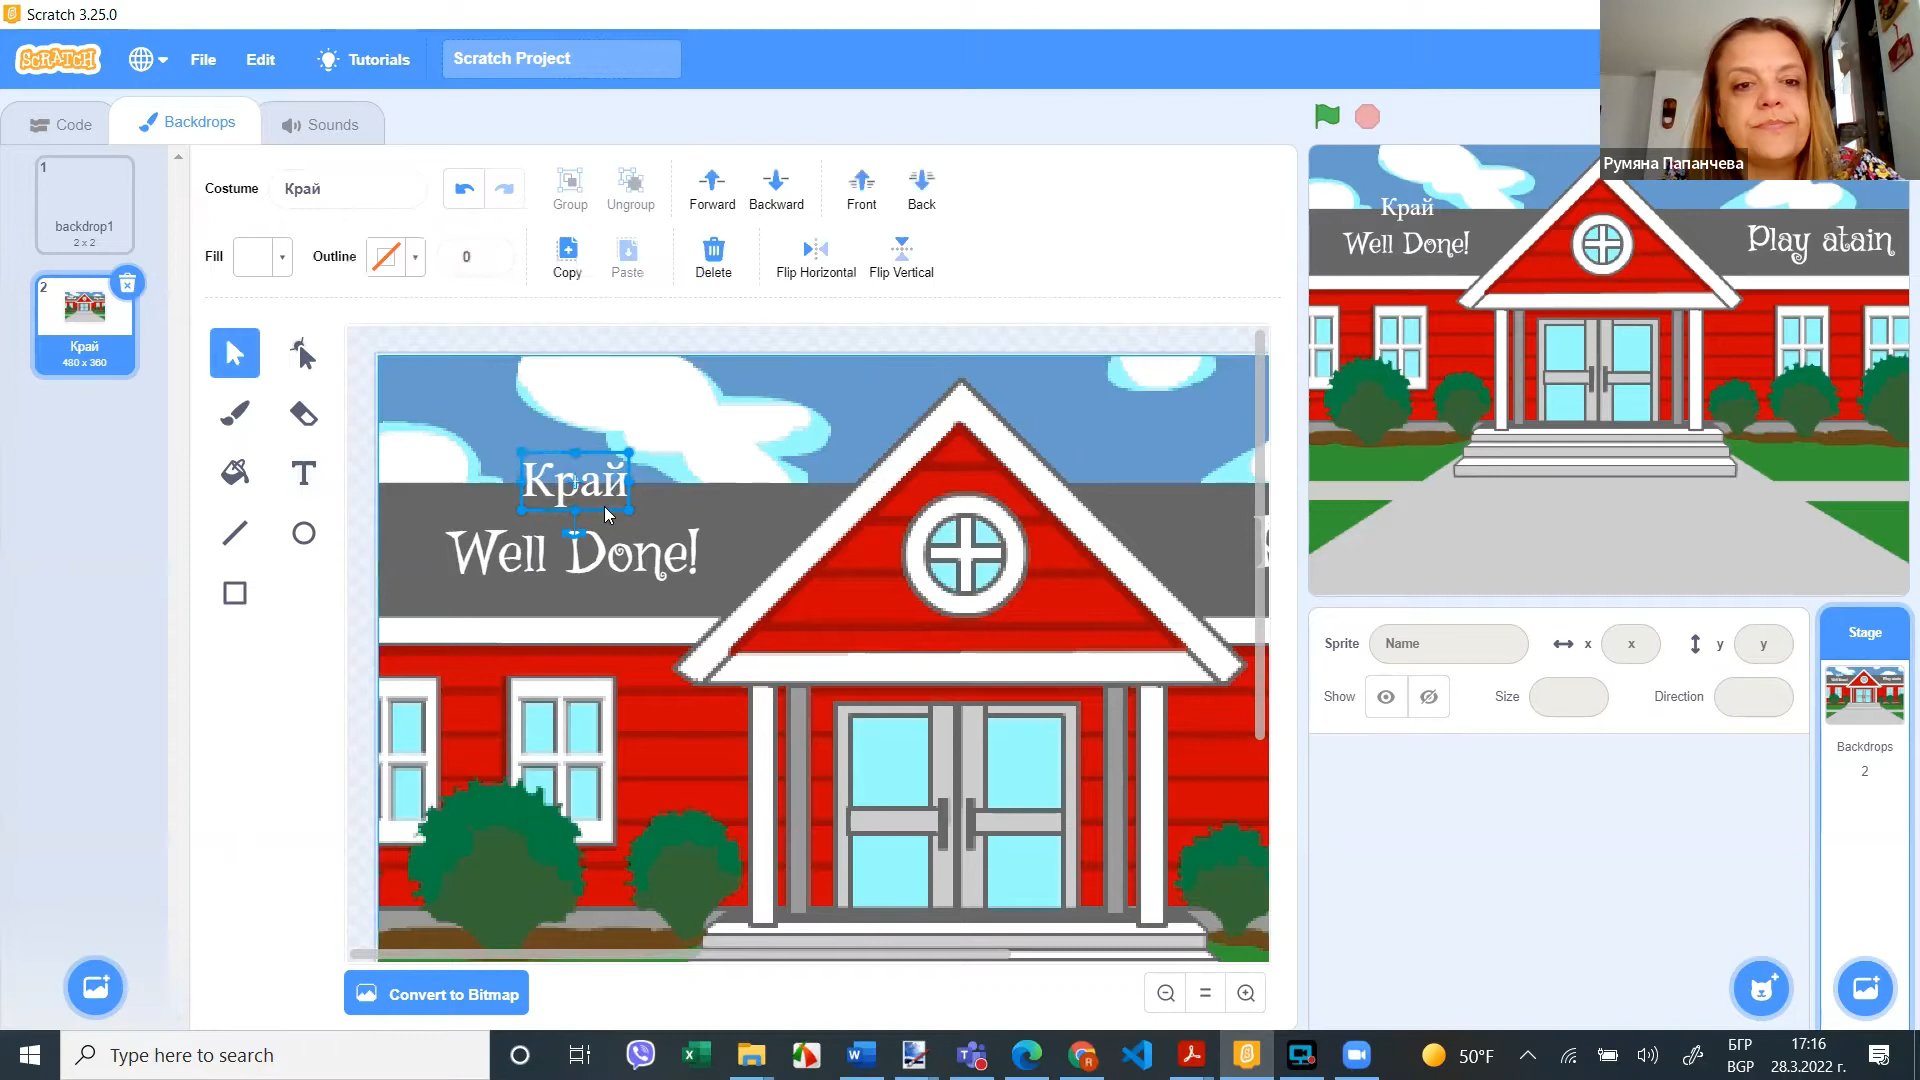 Scratch 3.25.0
SCRATCH
File
Edit
Tutorials
Scratch Project
Code
Backdrops
Sounds
Румяна Папанчева
1
backdrop1
2 x 2
2
Край
480 x 360
Costume
Край
Group
Ungroup
Forward
Backward
Front
Back
Fill
Outline
0
Copy
Paste
Delete
Flip Horizontal
Flip Vertical
Край
Well Done!
Convert to Bitmap
Край
Well Done!
Play atain
Sprite
Name
x
x
y
y
Show
Size
Direction
Stage
Backdrops
2
Type here to search
50°F
БГР
BGP
17:16
28.3.2022 г.